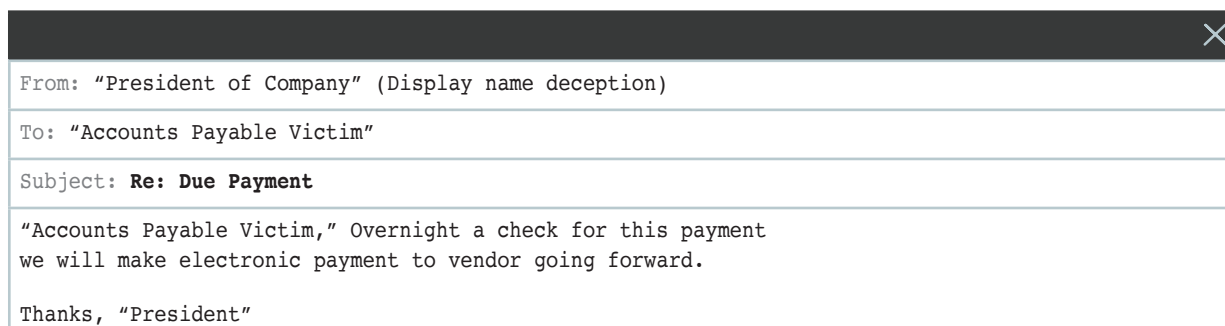 From: “President of Company” (Display name deception)
To: “Accounts Payable Victim”
Subject: Re: Due Payment
“Accounts Payable Victim,” Overnight a check for this payment
we will make electronic payment to vendor going forward.
Thanks, “President”